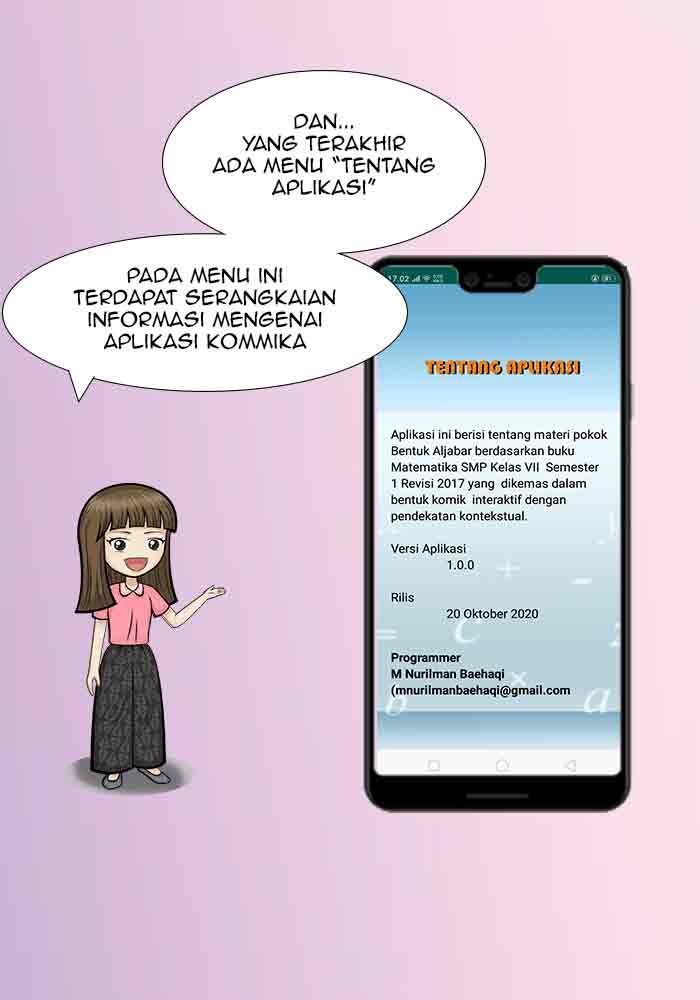 DAN...
YANG TERAKHIR
ADA MENU "TENTANG
APLIKASI"
PADA MENU INI
TERDAPAT SERANGKAIAN
INFORMASI MENGENAI
APLIKASI KOMMIKA
17.02
TENTANG APLIKASI
Aplikasi ini berisi tentang materi pokok
Bentuk Aljabar berdasarkan buku
Matematika SMP Kelas VII Semester
1 Revisi 2017 yang dikemas dalam
bentuk komik interaktif dengan
pendekatan kontekstual.
Versi Aplikasi
1.0.0
Rilis
20 Oktober 2020
Programmer
M Nurilman Baehaqi
(mnurilmanbaehaqi@gmail.com